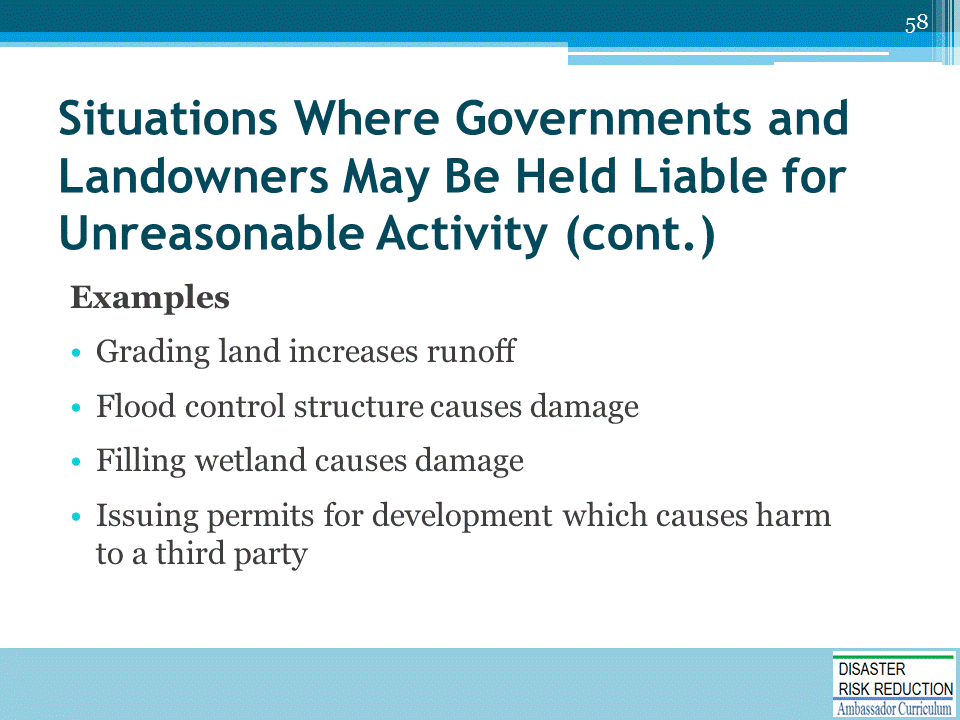 58
Situations Where Governments and
Landowners May Be Held Liable for
Unreasonable Activity (cont.)
Examples
• Grading land increases runoff
• Flood control structure causes damage
• Filling wetland causes damage
• Issuing permits for development which causes harm
to a third party
DISASTER
RISK REDUCTION
Ambassador Curriculum